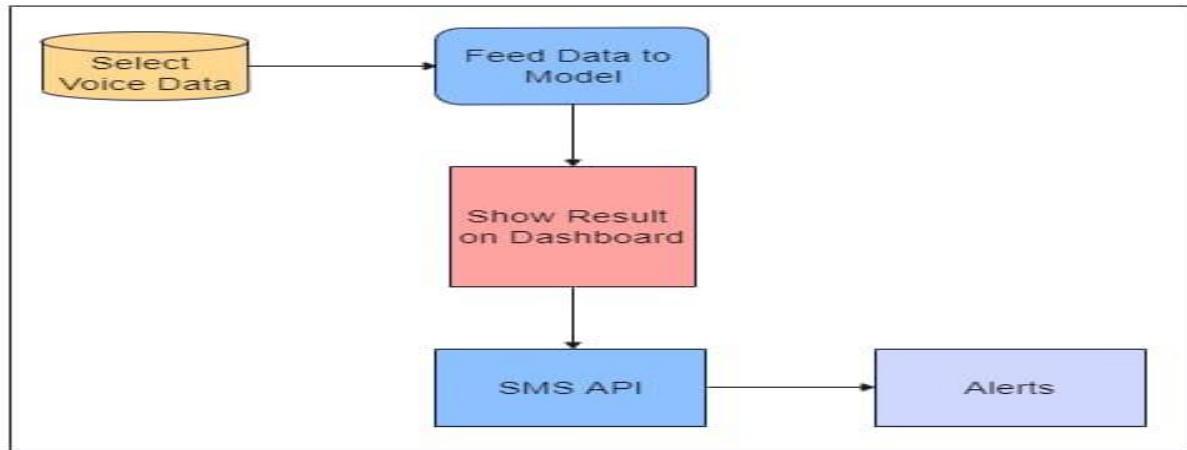 Select
Voice Data
Feed Data to
Model
Show Result
on Dashboard
SMS API
Alerts